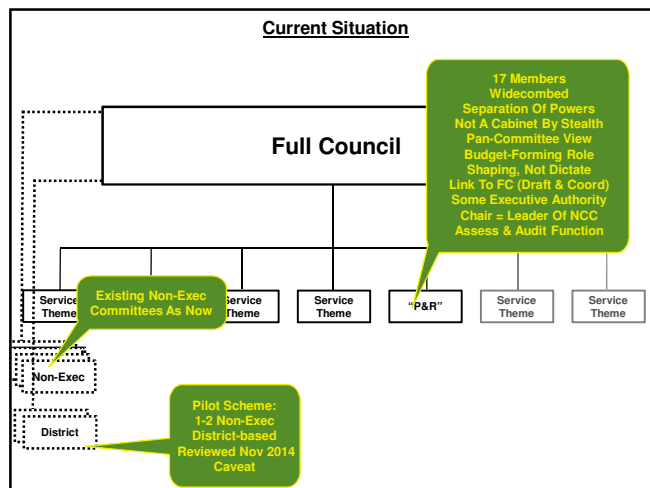 Current Situation
17 Members
Widecombed
Separation Of Powers
Not A Cabinet By Stealth
Pan-Committee View
Budget-Forming Role
Shaping, Not Dictate
Link To FC (Draft & Coord)
Some Executive Authority
Chair = Leader Of NCC
Assess & Audit Function
Full Council
Existing Non-Exec
Committees As Now
Service
Theme
Service
Theme
Service
Theme
"P&R"
Service
Theme
Service
Theme
Non-Exec
District
Pilot Scheme:
1-2 Non-Exec
District-based
Reviewed Nov 2014
Caveat